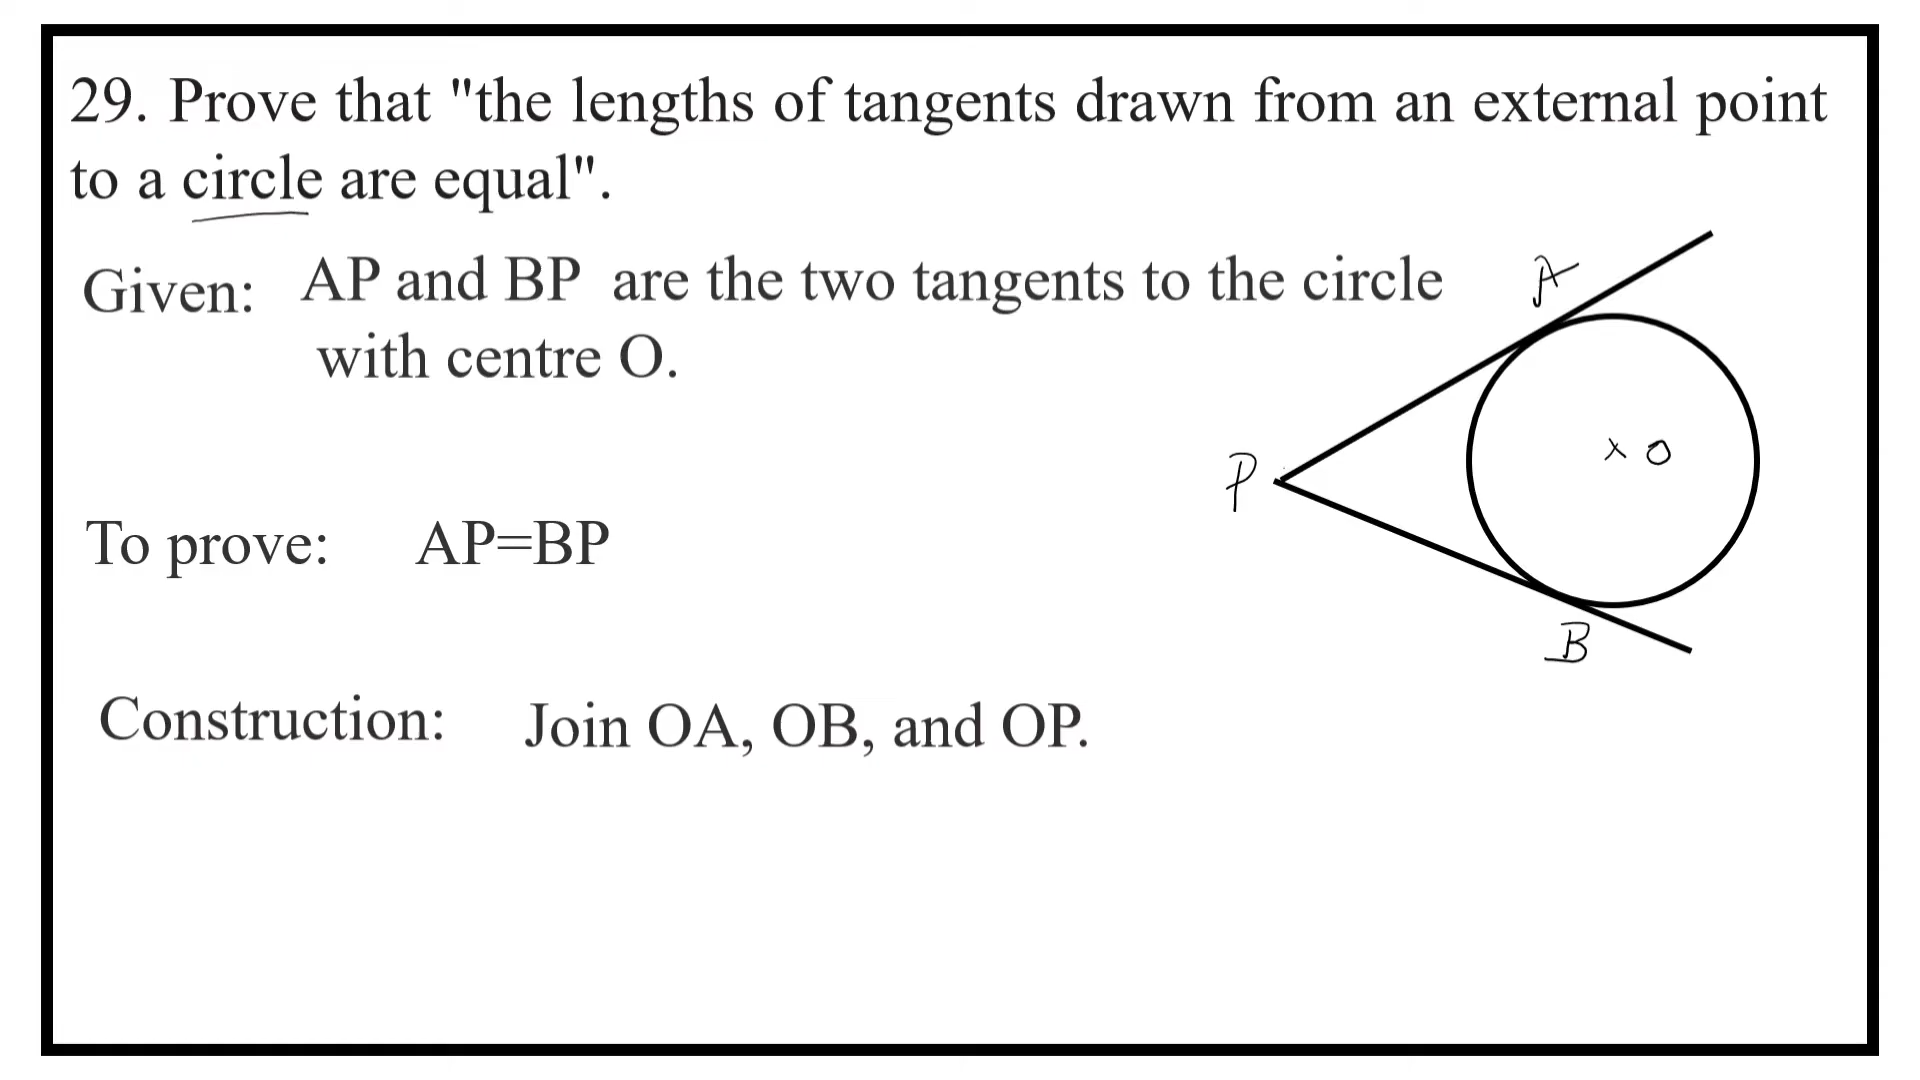 29. Prove that "the lengths of tangents drawn from an external point
to a circle are equal".
Given: AP and BP are the two tangents to the circle
with centre O.
A
P
x O
B
To prove: AP=BP
Construction: Join OA, OB, and OP.